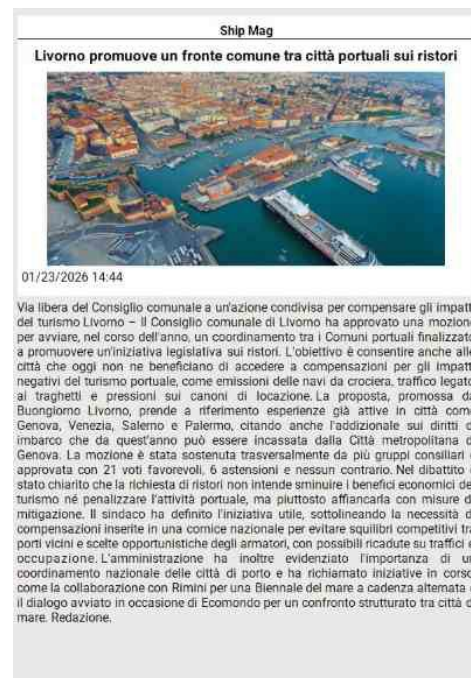 Ship Mag
Livorno promuove un fronte comune tra città portuali sui ristori
01/23/2026 14:44
Via libera del Consiglio comunale a un'azione condivisa per compensare gli impatt
del turismo Livorno – Il Consiglio comunale di Livorno ha approvato una mozion
per avviare, nel corso dell'anno, un coordinamento tra i Comuni portuali finalizzato
a promuovere un'iniziativa legislativa sui ristori. L'obiettivo è consentire anche alle
città che oggi non ne beneficiano di accedere a compensazioni per gli impatt
negativi del turismo portuale, come emissioni delle navi da crociera, traffico legato
ai traghetti e pressioni sui canoni di locazione. La proposta, promossa da
Buongiorno Livorno, prende a riferimento esperienze già attive in città come
Genova, Venezia, Salerno e Palermo, citando anche l'addizionale sui diritti d
imbarco che da quest'anno può essere incassata dalla Città metropolitana d
Genova. La mozione è stata sostenuta trasversalmente da più gruppi consiliari e
approvata con 21 voti favorevoli, 6 astensioni e nessun contrario. Nel dibattito è
stato chiarito che la richiesta di ristori non intende sminuire i benefici economici de
turismo né penalizzare l'attività portuale, ma piuttosto affiancarla con misure d
mitigazione. Il sindaco ha definito l'iniziativa utile, sottolineando la necessità d
compensazioni inserite in una cornice nazionale per evitare squilibri competitivi tra
porti vicini e scelte opportunistiche degli armatori, con possibili ricadute su traffici e
occupazione. L'amministrazione ha inoltre evidenziato l'importanza di un
coordinamento nazionale delle città di porto e ha richiamato iniziative in corso
come la collaborazione con Rimini per una Biennale del mare a cadenza alternata e
il dialogo avviato in occasione di Ecomondo per un confronto strutturato tra città d
mare. Redazione.